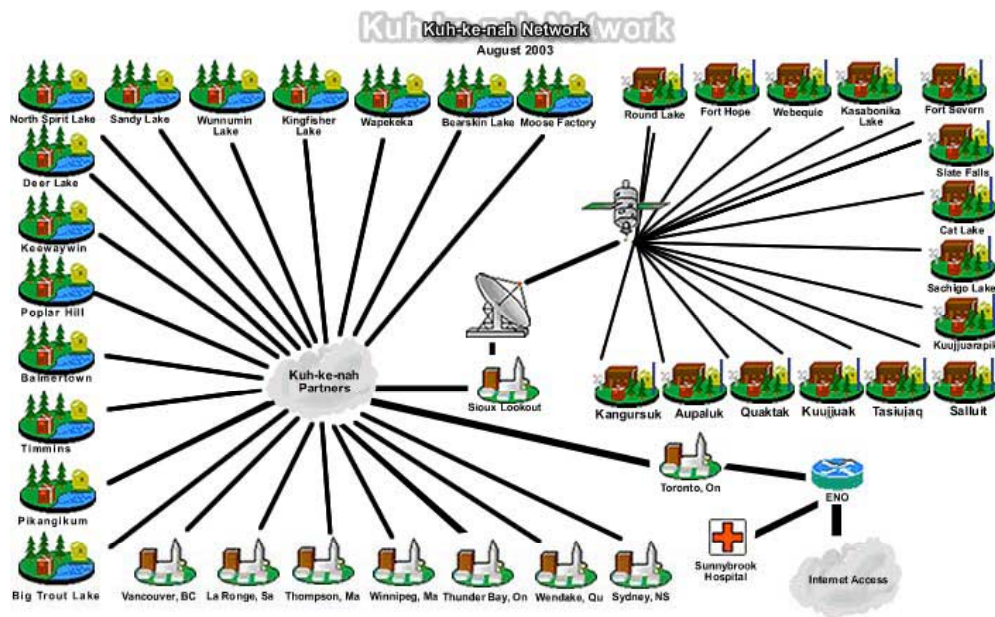 Kuh-ke-nah Network
August 2003
North Spirit Lake
Sandy Lake
Wunnumin
Lake
Kingfisher
Lake
Wapekeka
Bearskin Lake
Moose Factory
Round Lake
Fort Hope
Webequie
Kasabonika
Lake
Fort Severn
Deer Lake
Slate Falls
Keewaywin
Cat Lake
Poplar Hill
Sachigo Lake
Kuujjuarapik
Balmertown
Kuh-ke-nah
Partners
Sioux Lookout
Kangursuk
Aupaluk
Quaktak
Kuujjuak
Tasiujaq
Salluit
Timmins
Toronto, On
ENO
Pikangikum
Sunnybrook
Hospital
Internet Access
Big Trout Lake
Vancouver, BC
La Ronge, Sa
Thompson, Ma
Winnipeg, Ma
Thunder Bay, On
Wendake, Qu
Sydney, NS